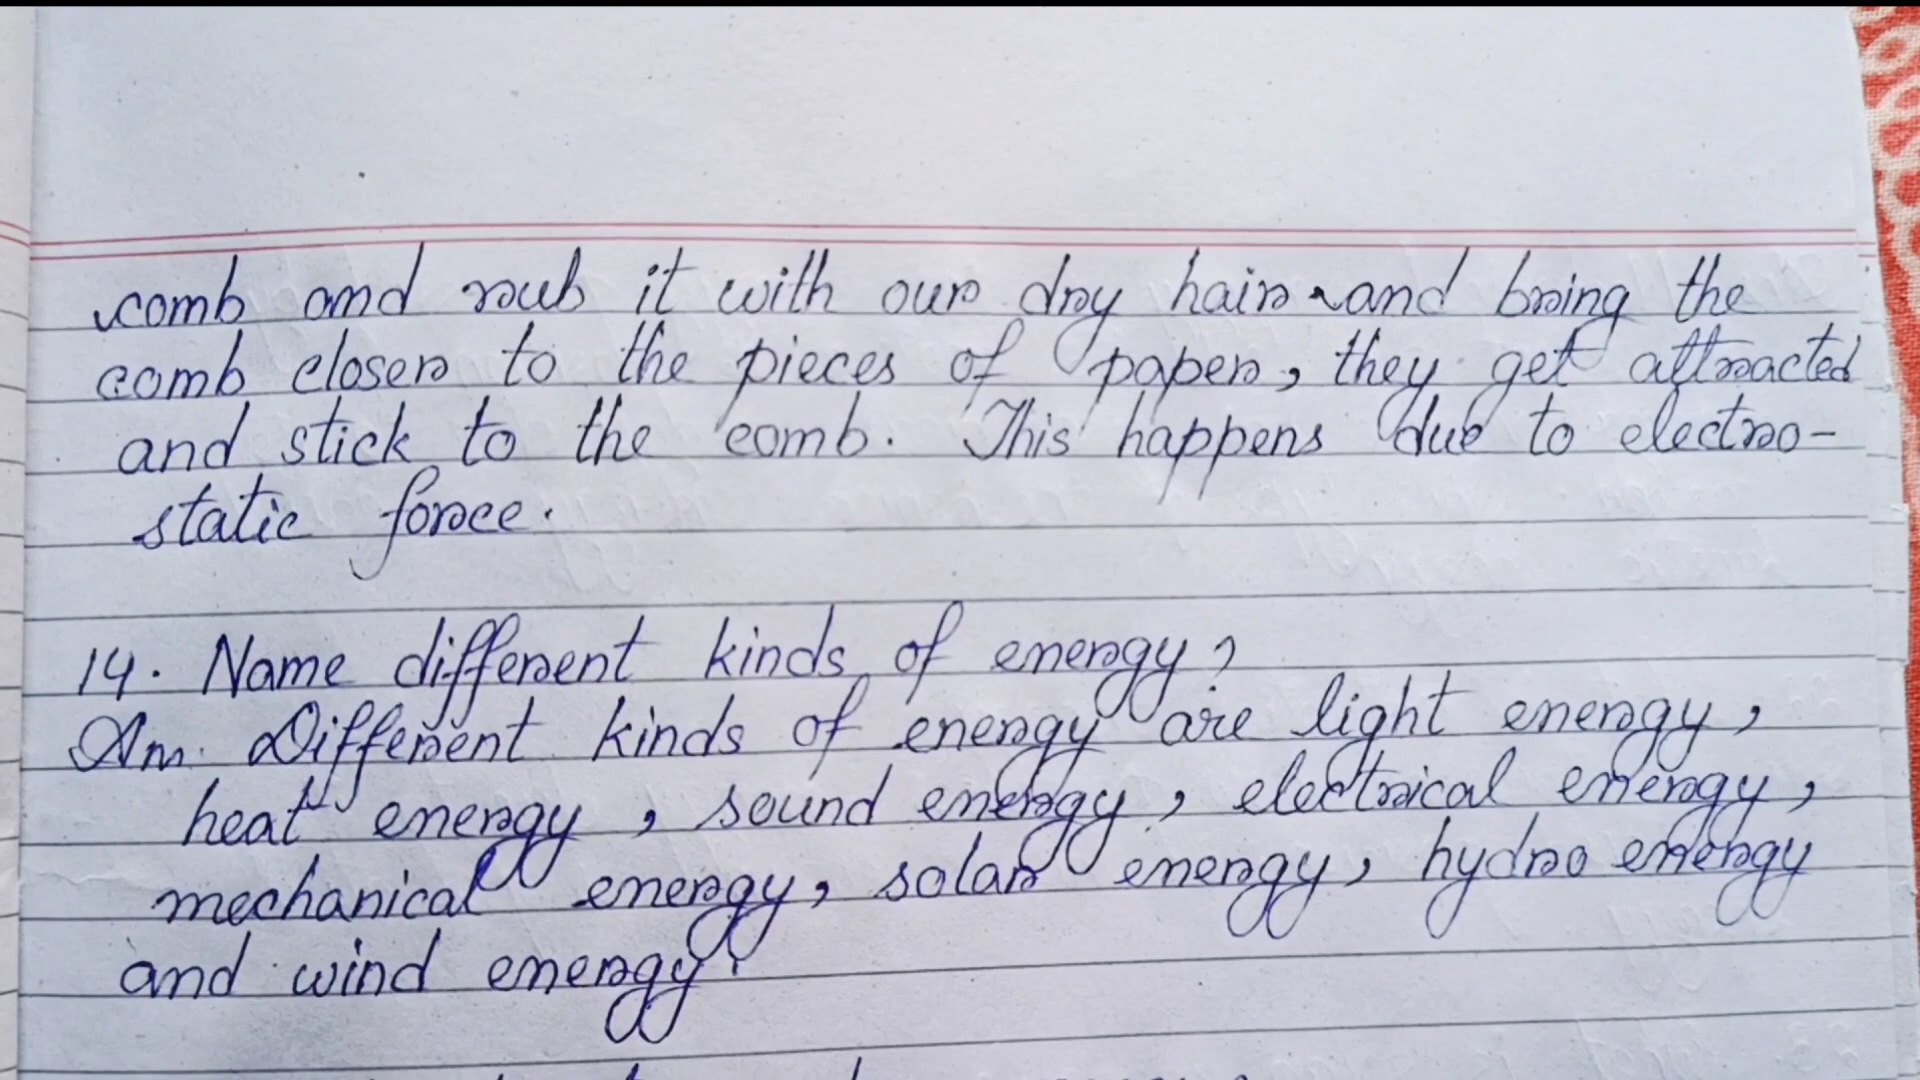 comb and rub it with our dry hair and bring the
comb closer to the pieces of paper, they get attracted
and stick to the comb. This happens due to electro-
static force.
14. Name different kinds of energy?
Ans. Different kinds of energy are light energy,
heat energy, sound energy, electrical energy,
mechanical energy, solar energy, hydro energy
and wind energy.